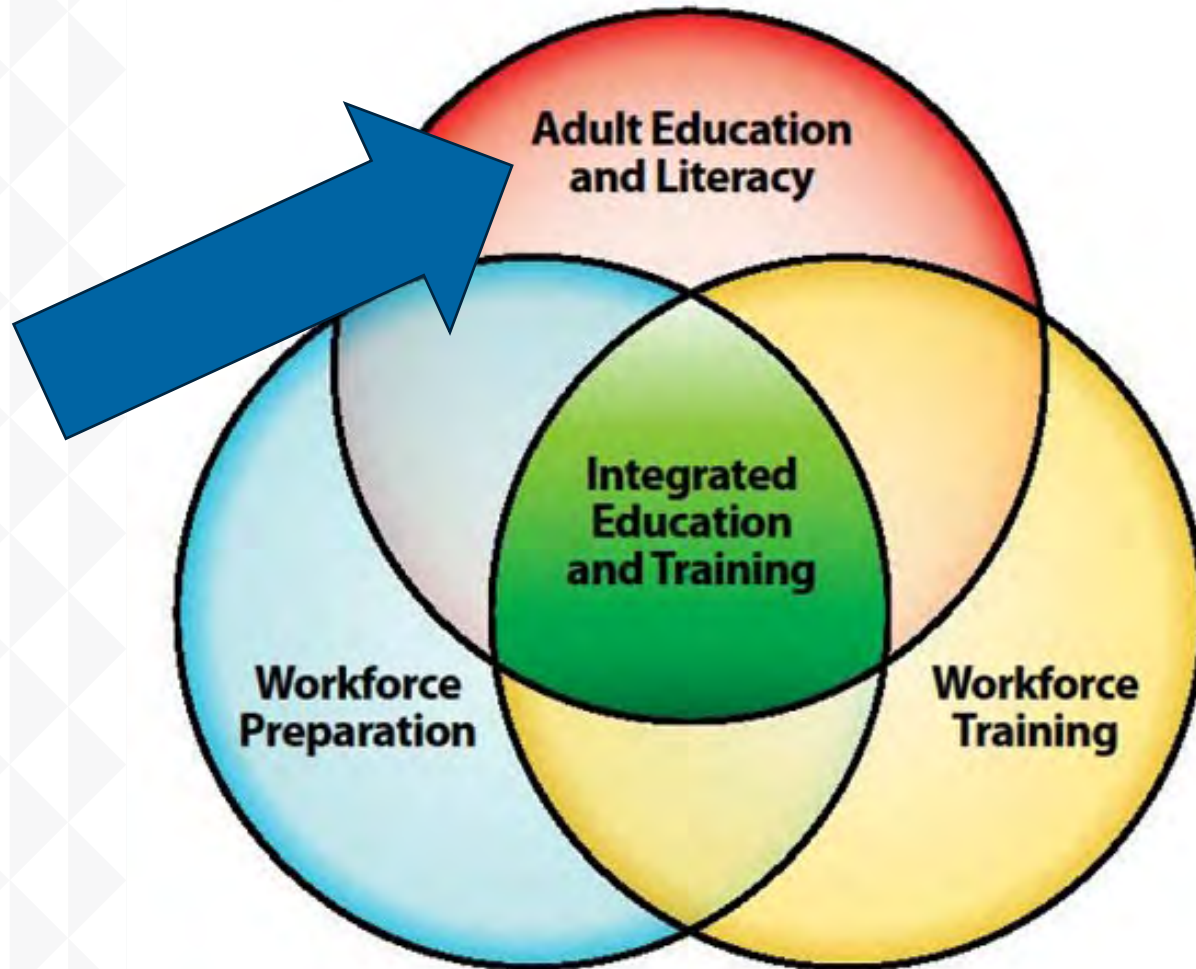 Adult Education
and Literacy
Integrated
Education
and Training
Workforce
Preparation
Workforce
Training